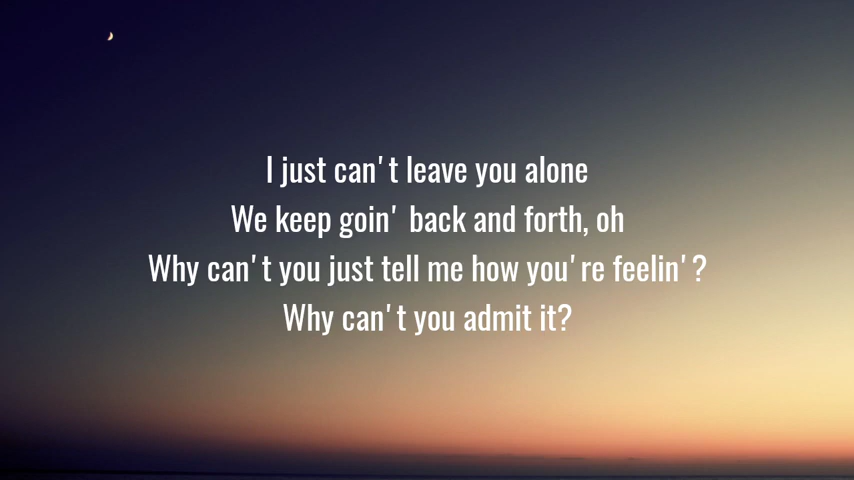 I just can't leave you alone
We keep goin' back and forth, oh
Why can't you just tell me how you're feelin'?
Why can't you admit it?